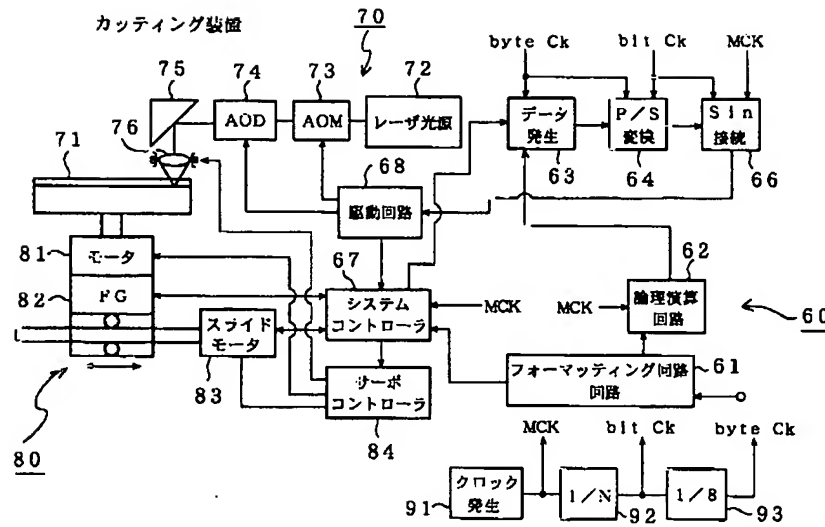 カッティング装置
70
byte Ck
bit Ck
MCK
75
74
73
72
AOD
AOM
レーザ光源
データ
発生
P/S
変換
Sin
接続
76
71
68
63
64
66
駆動回路
81
モータ
67
62
82
FG
システム
コントローラ
MCK
MCK
論理演算
回路
60
スライド
モータ
61
フォーマッティング回路
回路
83
サーボ
コントローラ
80
84
MCK
bit Ck
byte Ck
クロック
発生
1/N
1/8
91
92
93